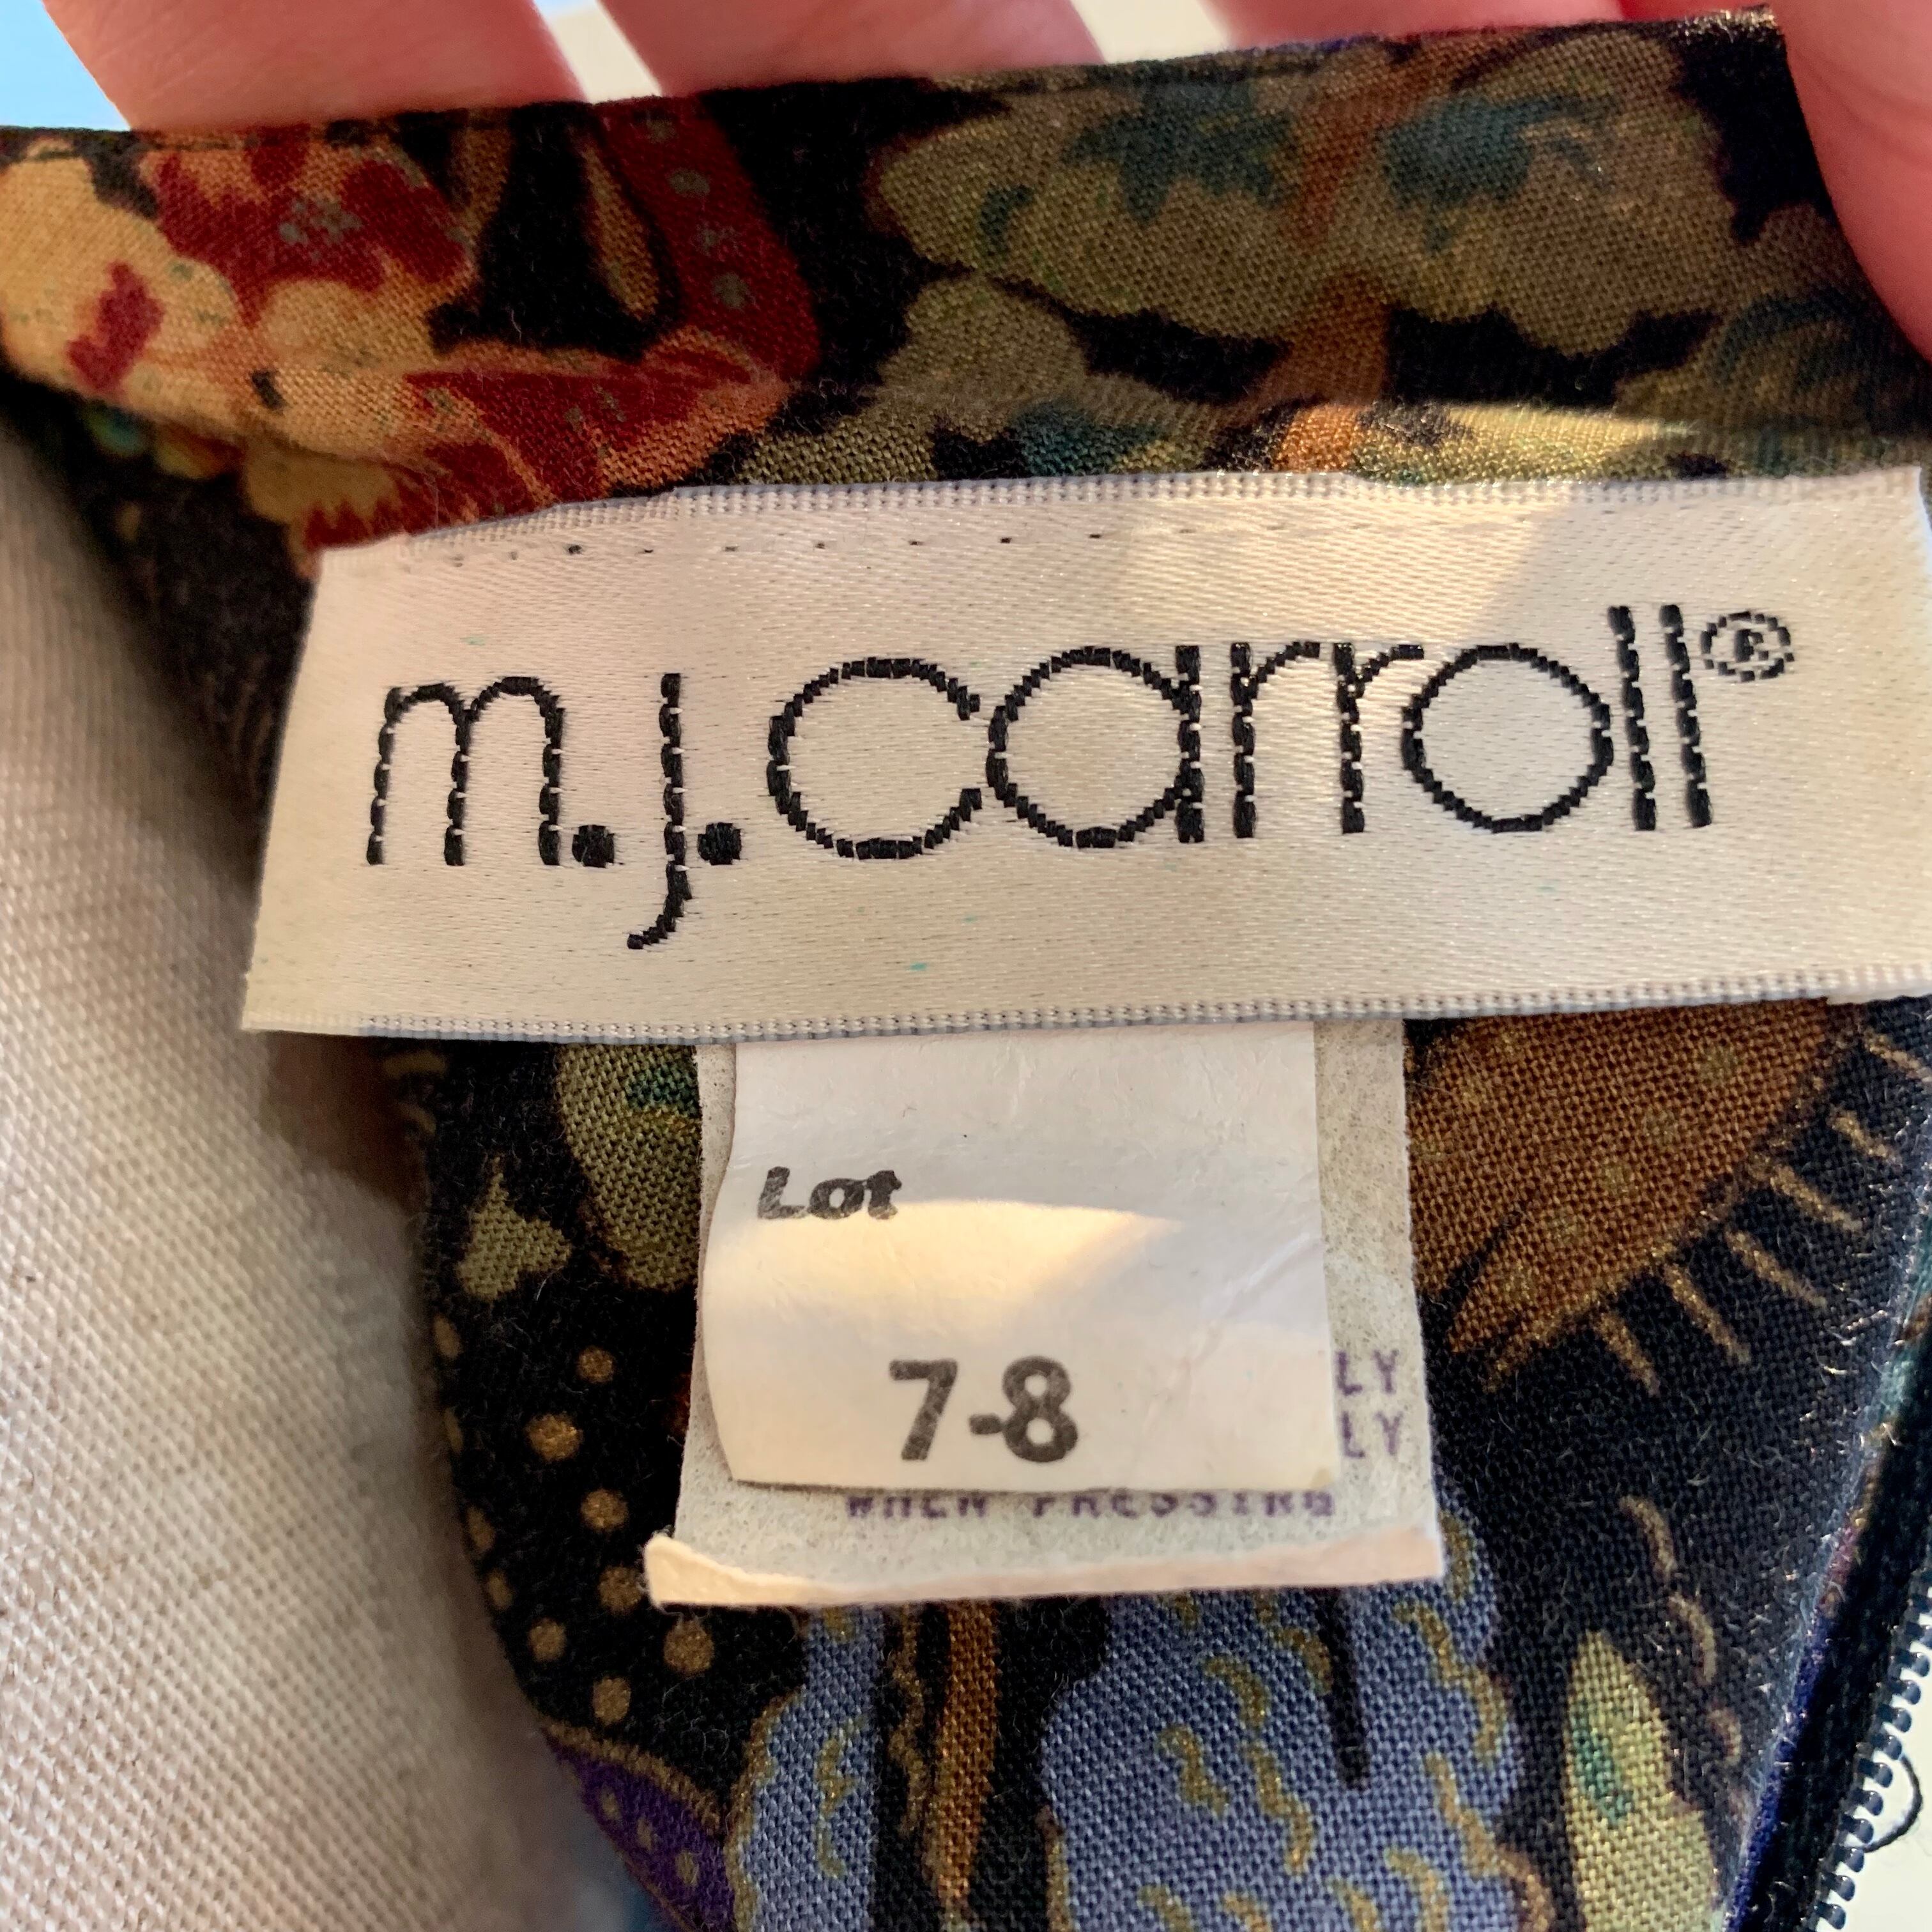 m.j.carroll®
Lot
7-8
LY
LY
WHEN PRESSING